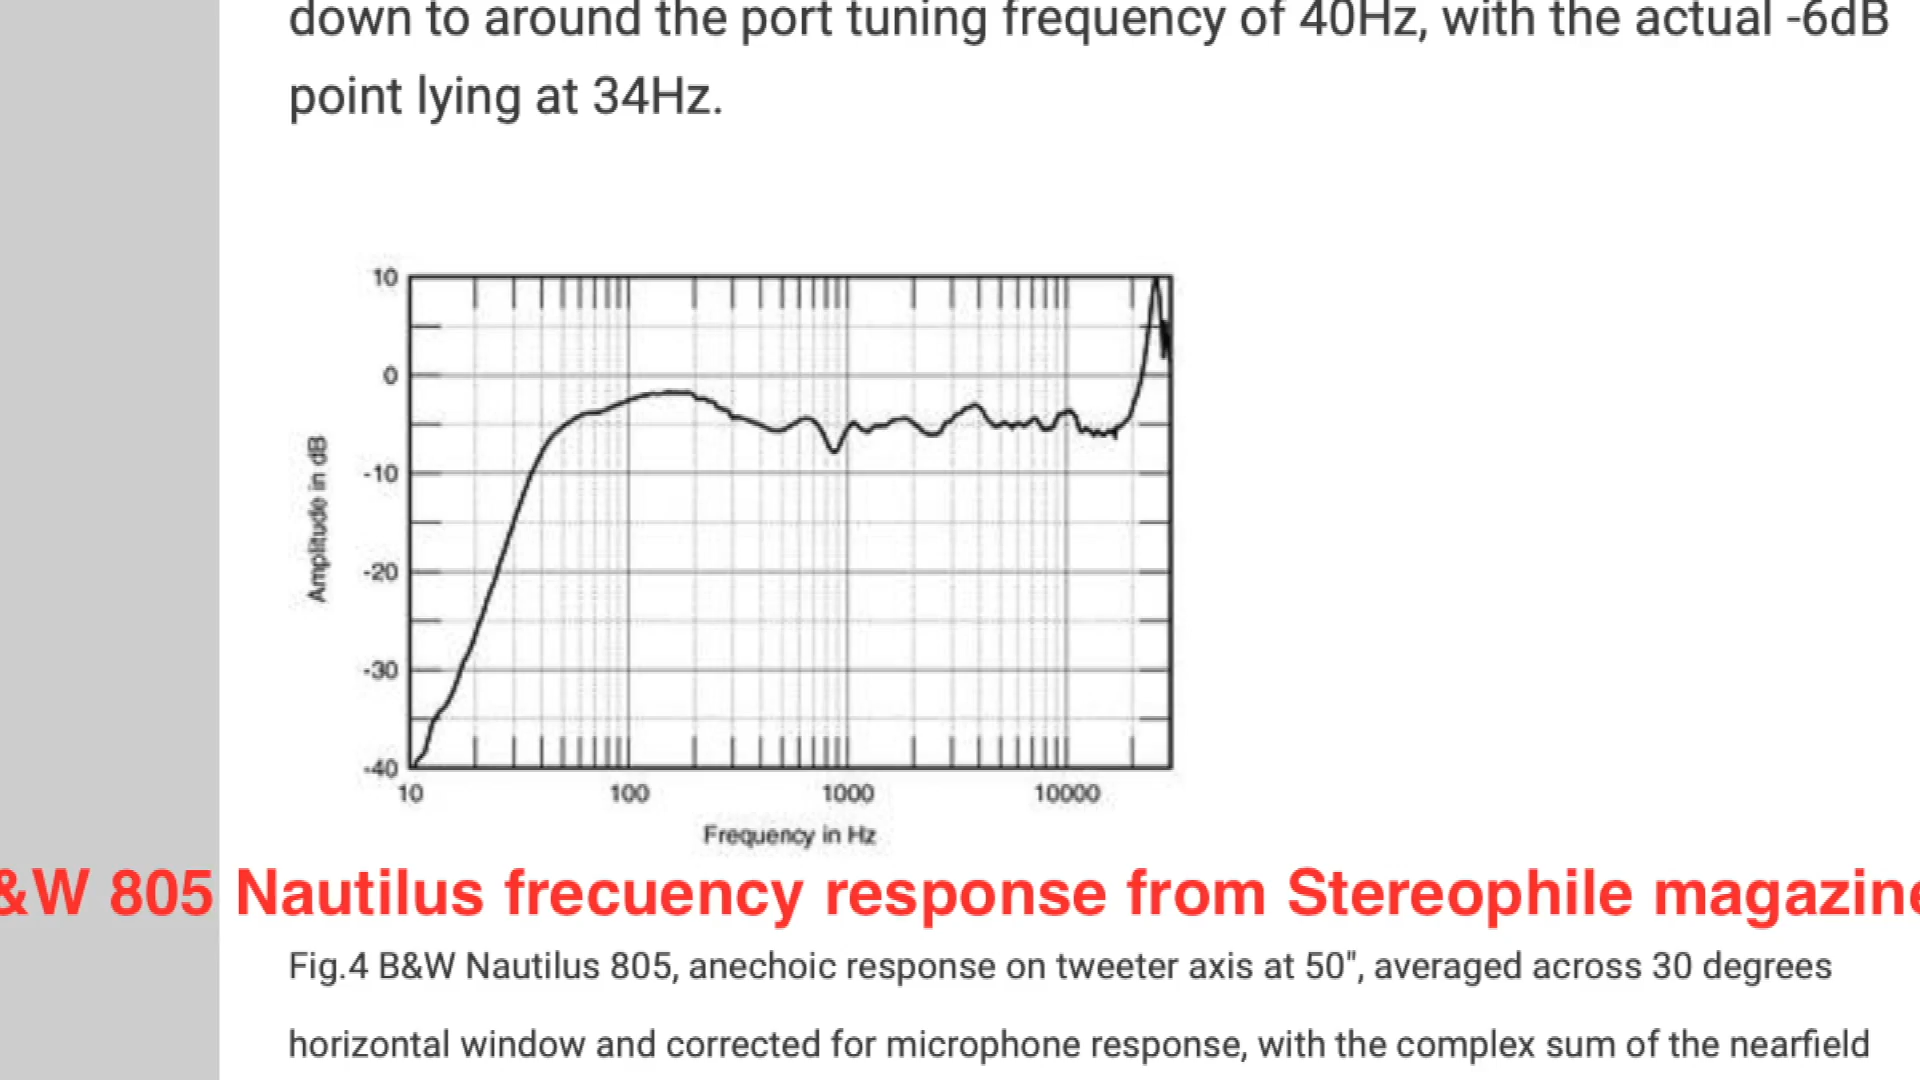 down to around the port tuning frequency of 40Hz, with the actual -6dB
point lying at 34Hz.
10
0
-10
-20
-30
-40
Amplitude in dB
10 100 1000 10000
Frequency in Hz
&W 805 Nautilus frecuency response from Stereophile magazine
Fig.4 B&W Nautilus 805, anechoic response on tweeter axis at 50", averaged across 30 degrees
horizontal window and corrected for microphone response, with the complex sum of the nearfield